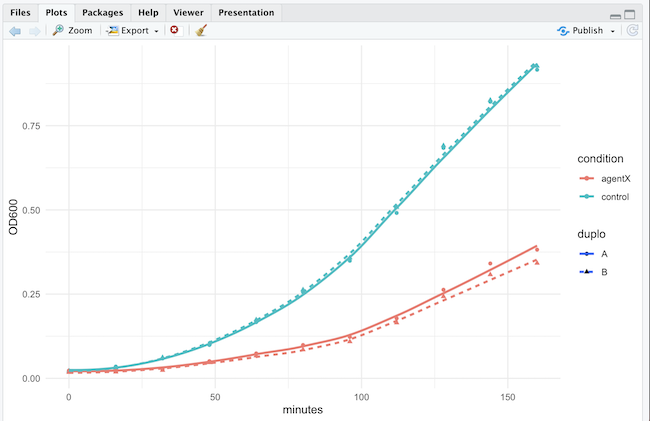 Files Plots Packages Help Viewer Presentation
Zoom Export Publish
0.75
0.50
0.25
0.00
OD600
0 50 100 150
minutes
condition
agentX
control
duplo
A
B